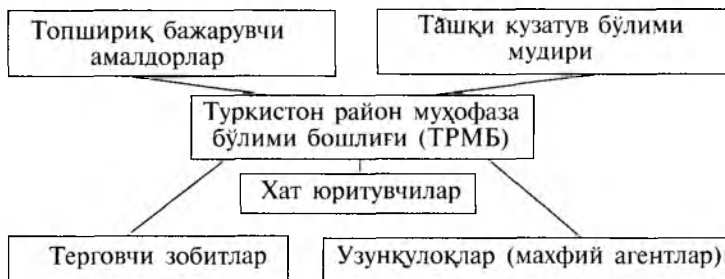 Топшириқ бажарувчи
амалдорлар
Ташқи кузатув бўлими
мудири
Туркистон район муҳофаза
бўлими бошлиғи (ТРМБ)
Хат юритувчилар
Терговчи зобитлар
Узунқулоқлар (махфий агентлар)